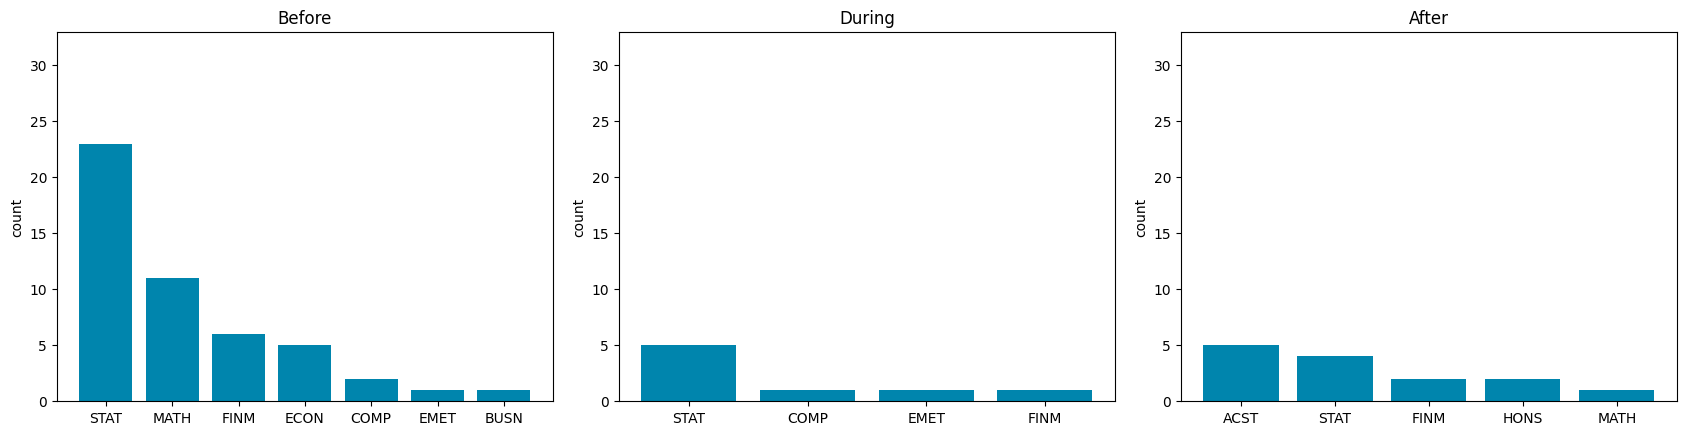 Before
During
After
count
30
25
20
15
10
5
0
STAT MATH FINM ECON COMP EMET BUSN
count
30
25
20
15
10
5
0
STAT COMP EMET FINM
count
30
25
20
15
10
5
0
ACST STAT FINM HONS MATH